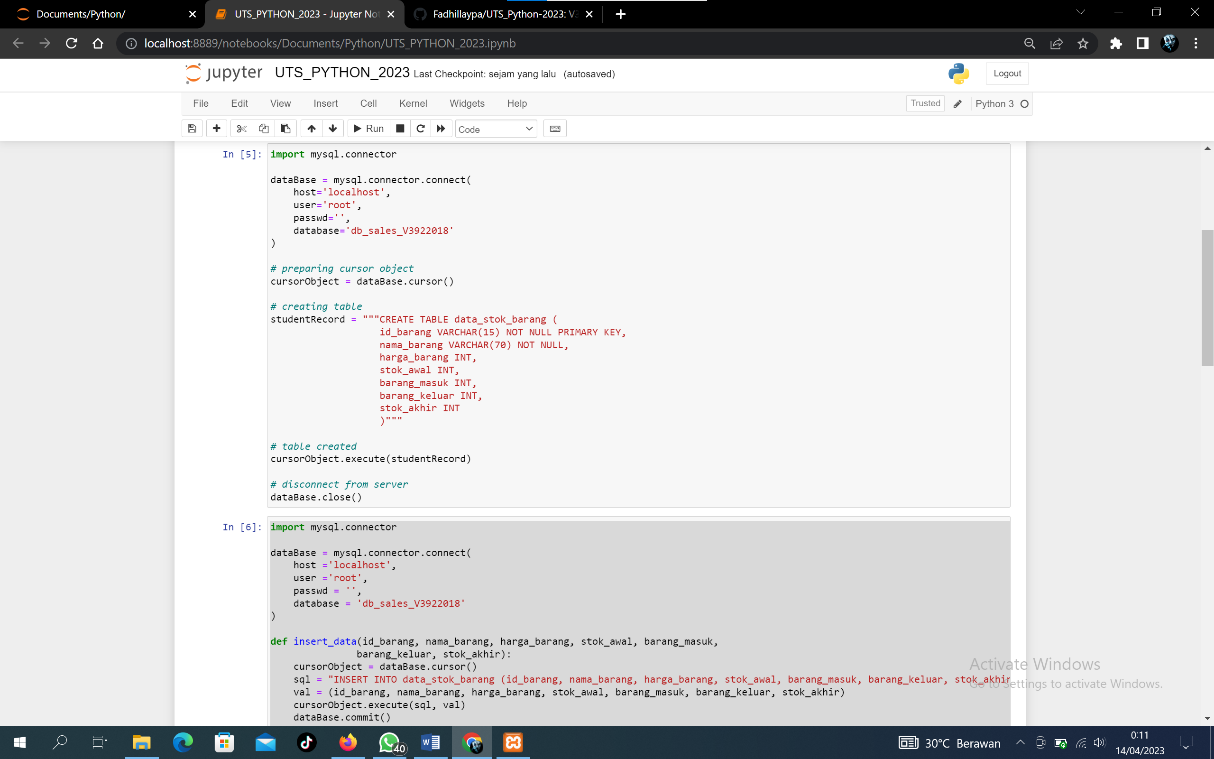 Documents/Python/
UTS_PYTHON_2023 - Jupyter No
Fadhillaypa/UTS_Python-2023: V
localhost:8889/notebooks/Documents/Python/UTS_PYTHON_2023.ipynb
jupyter UTS_PYTHON_2023 Last Checkpoint: sejam yang lalu (autosaved)
Logout
File Edit View Insert Cell Kernel Widgets Help
Trusted
Python 3
Run
Code
In [5]: import mysql.connector
dataBase = mysql.connector.connect(
host='localhost',
user='root',
passwd='',
database='db_sales_V3922018'
)
# preparing cursor object
cursorObject = dataBase.cursor()
# creating table
studentRecord = """CREATE TABLE data_stok_barang (
id_barang VARCHAR(15) NOT NULL PRIMARY KEY,
nama_barang VARCHAR(70) NOT NULL,
harga_barang INT,
stok_awal INT,
barang_masuk INT,
barang_keluar INT,
stok_akhir INT
)"""
# table created
cursorObject.execute(studentRecord)
# disconnect from server
dataBase.close()
In [6]: import mysql.connector
dataBase = mysql.connector.connect(
host ='localhost',
user ='root',
passwd = '',
database = 'db_sales_V3922018'
)
def insert_data(id_barang, nama_barang, harga_barang, stok_awal, barang_masuk,
barang_keluar, stok_akhir):
cursorObject = dataBase.cursor()
sql = "INSERT INTO data_stok_barang (id_barang, nama_barang, harga_barang, stok_awal, barang_masuk, barang_keluar, stok_akhir
val = (id_barang, nama_barang, harga_barang, stok_awal, barang_masuk, barang_keluar, stok_akhir)
cursorObject.execute(sql, val)
dataBase.commit()
Activate Windows
Go to Settings to activate Windows.
40
30°C Berawan
0:11
14/04/2023